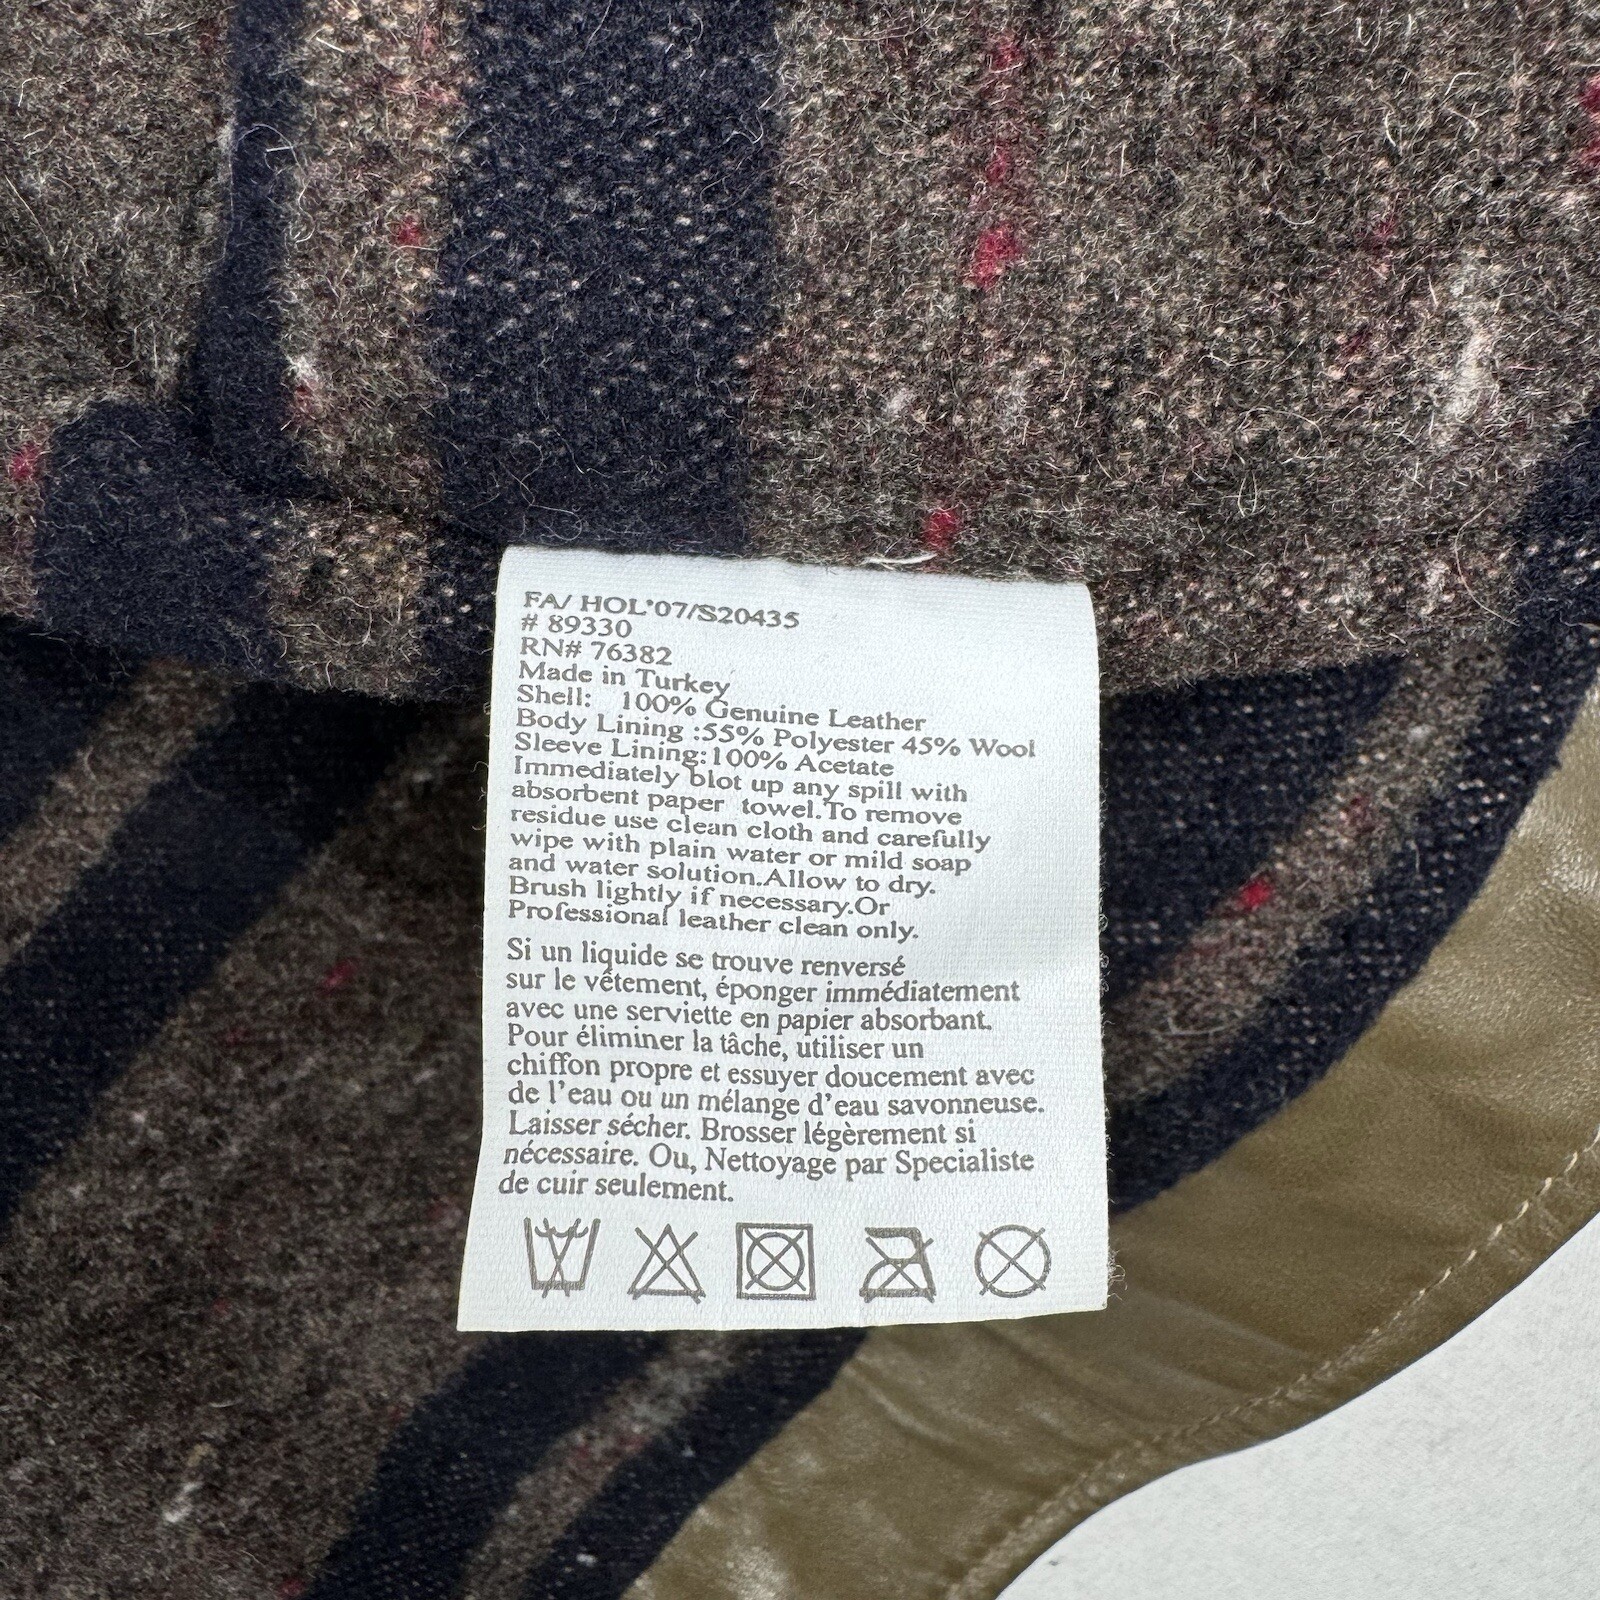 FA/ HOL'07/S20435
# 89330
RN# 76382
Made in Turkey
Shell: 100% Genuine Leather
Body Lining :55% Polyester 45% Wool
Sleeve Lining:100% Acetate
Immediately blot up any spill with
absorbent paper towel.To remove
residue use clean cloth and carefully
wipe with plain water or mild soap
and water solution.Allow to dry.
Brush lightly if necessary.Or
Professional leather clean only.
Si un liquide se trouve renversé
sur le vêtement, éponger immédiatement
avec une serviette en papier absorbant.
Pour éliminer la tâche, utiliser un
chiffon propre et essuyer doucement avec
de l'eau ou un mélange d'eau savonneuse.
Laisser sécher. Brosser légèrement si
nécessaire. Ou, Nettoyage par Specialiste
de cuir seulement.